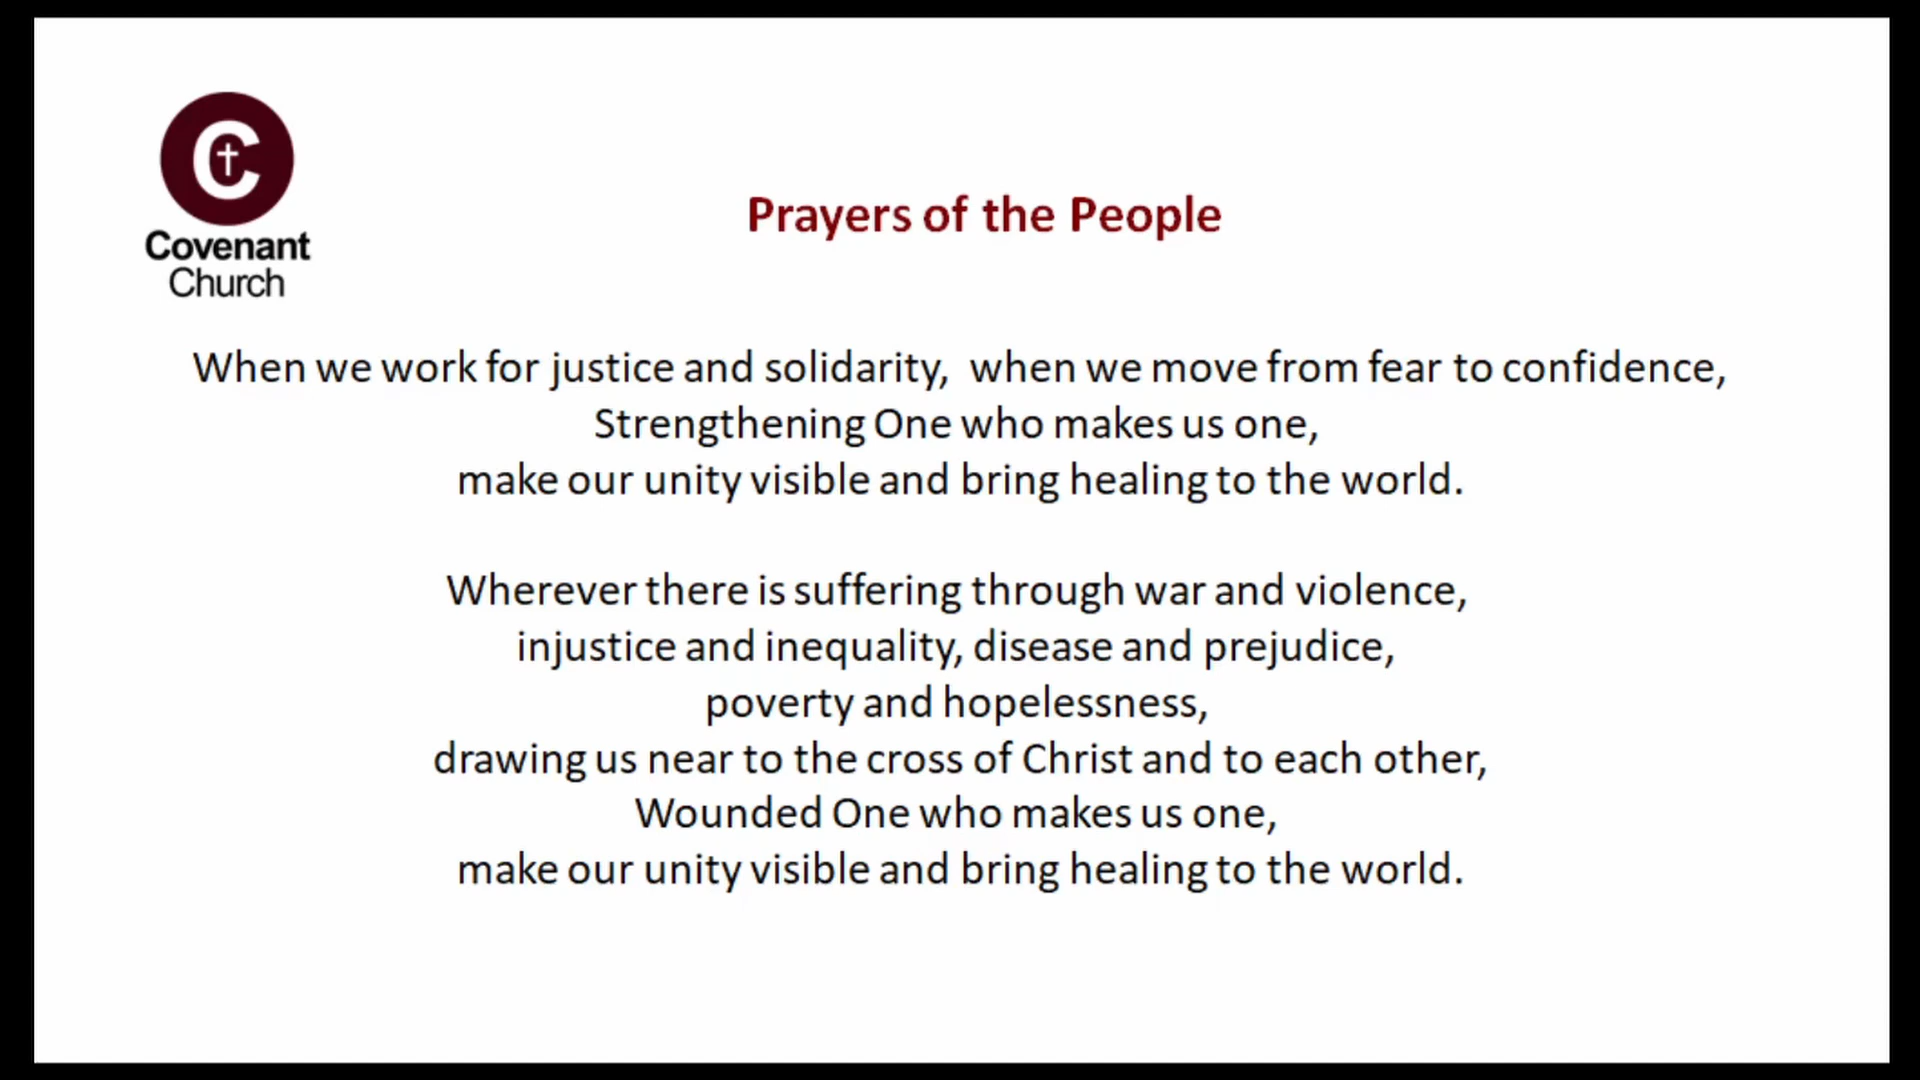 C
Covenant
Church
Prayers of the People
When we work for justice and solidarity,  when we move from fear to confidence,
Strengthening One who makes us one,
make our unity visible and bring healing to the world.
Wherever there is suffering through war and violence,
injustice and inequality, disease and prejudice,
poverty and hopelessness,
drawing us near to the cross of Christ and to each other,
Wounded One who makes us one,
make our unity visible and bring healing to the world.